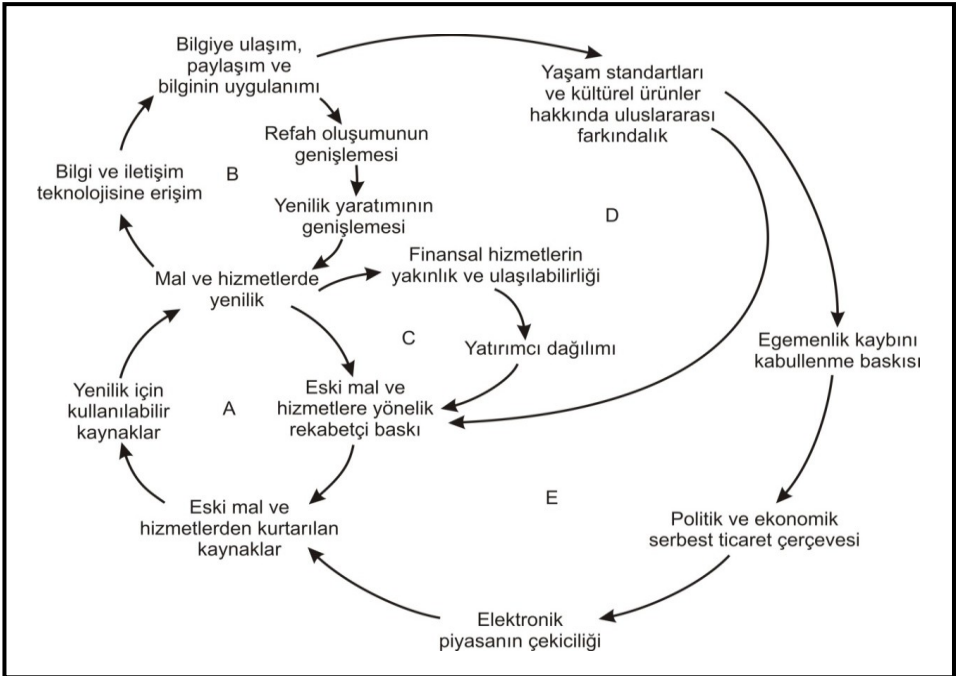 Bilgiye ulaşım,
paylaşım ve
bilginin uygulanımı
Yaşam standartları
ve kültürel ürünler
hakkında uluslararası
farkındalık
Refah oluşumunun
genişlemesi
Bilgi ve iletişim
teknolojisine erişim
B
Yenilik yaratımının
genişlemesi
D
Finansal hizmetlerin
yakınlık ve ulaşılabilirliği
Mal ve hizmetlerde
yenilik
C
Yatırımcı dağılımı
Egemenlik kaybını
kabullenme baskısı
Yenilik için
kullanılabilir
kaynaklar
A
Eski mal ve
hizmetlere yönelik
rekabetçi baskı
E
Eski mal ve
hizmetlerden kurtarılan
kaynaklar
Politik ve ekonomik
serbest ticaret çerçevesi
Elektronik
piyasanın çekiciliği